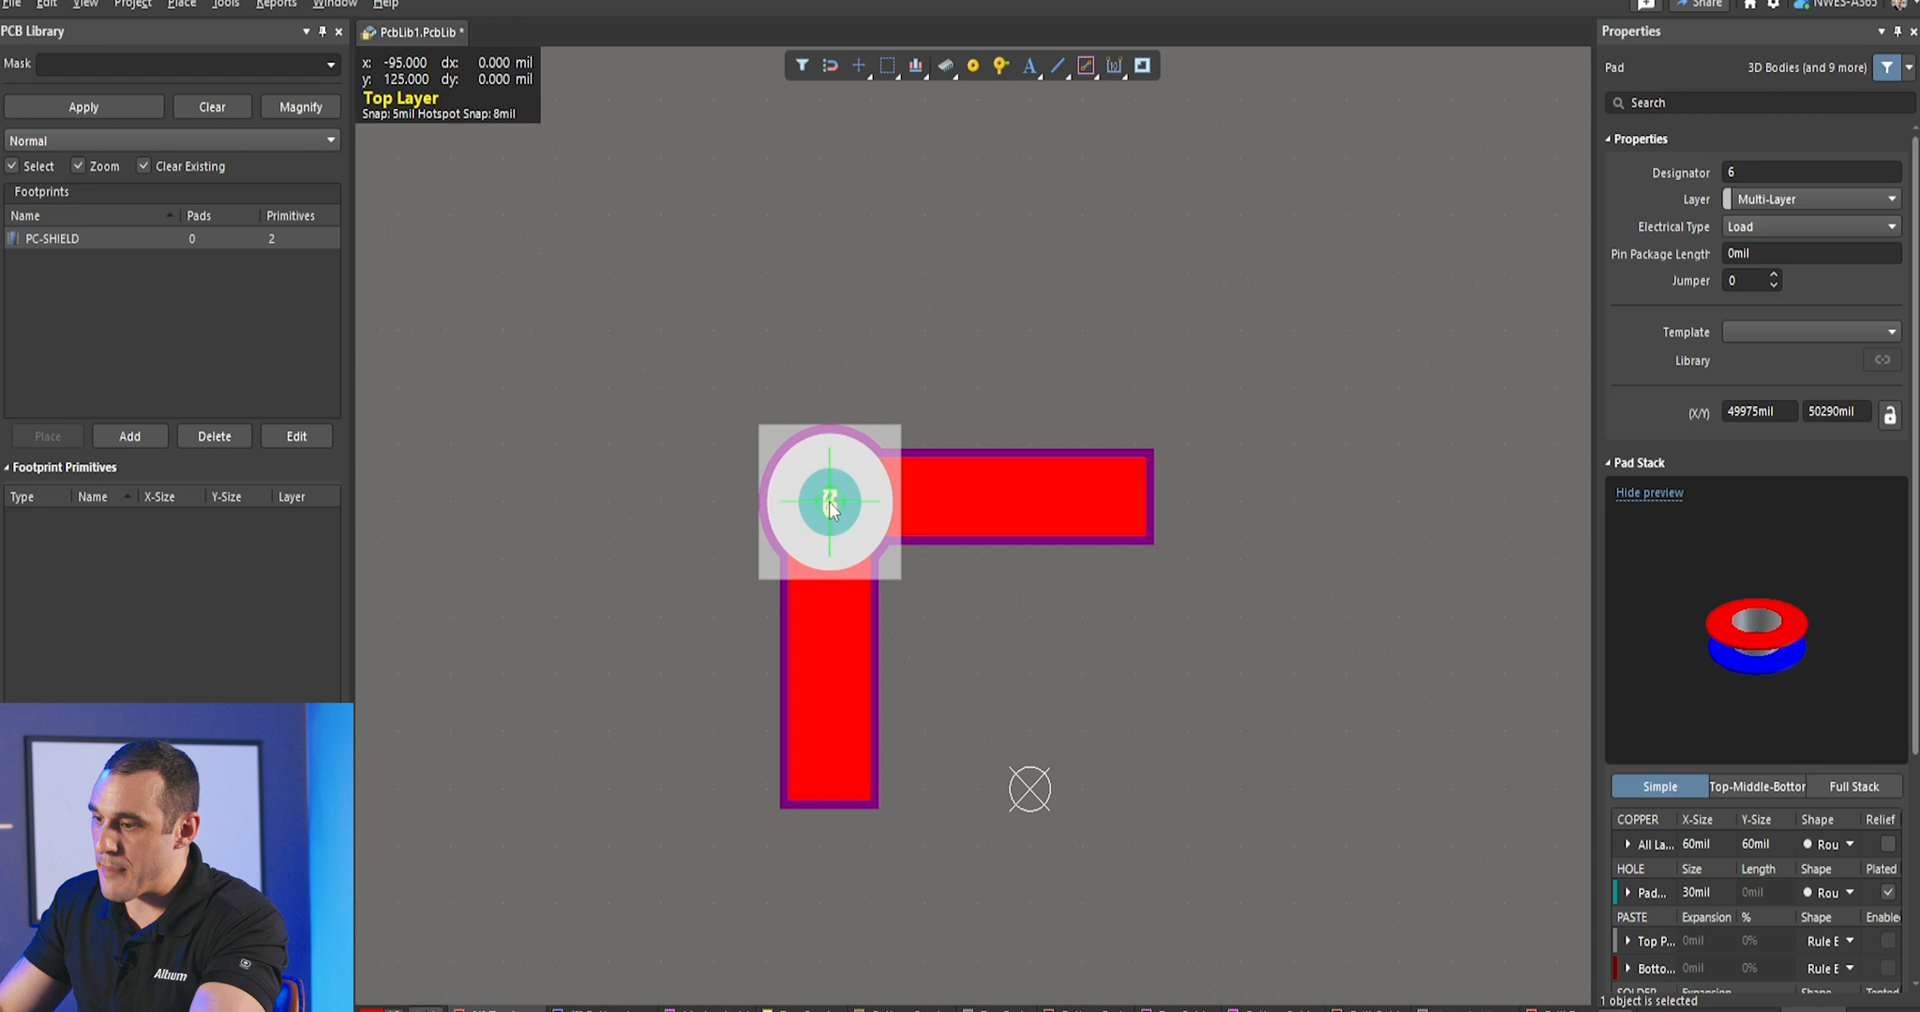 File Edit View Project Place Tools Reports Window Help
Share
NWES-A365
PCB Library
PcbLib1.PcbLib *
Properties
Mask
Apply Clear Magnify
Normal
Select Zoom Clear Existing
Footprints
Name Pads Primitives
PC-SHIELD 0 2
Place Add Delete Edit
Footprint Primitives
Type Name X-Size Y-Size Layer
x: -95.000 dx: 0.000 mil
y: 125.000 dy: 0.000 mil
Top Layer
Snap: 5mil Hotspot Snap: 8mil
Altium
Pad 3D Bodies (and 9 more)
Search
Properties
Designator 6
Layer Multi-Layer
Electrical Type Load
Pin Package Length 0mil
Jumper 0
Template
Library
(X/Y) 49975mil 50290mil
Pad Stack
Hide preview
Simple Top-Middle-Bottor Full Stack
COPPER X-Size Y-Size Shape Relief
All La... 60mil 60mil Rou
HOLE Size Length Shape Plated
Pad... 30mil 0mil Rou
PASTE Expansion % Shape Enable
Top P... 0mil 0% Rule E
Botto... 0mil 0% Rule E
1 object is selected